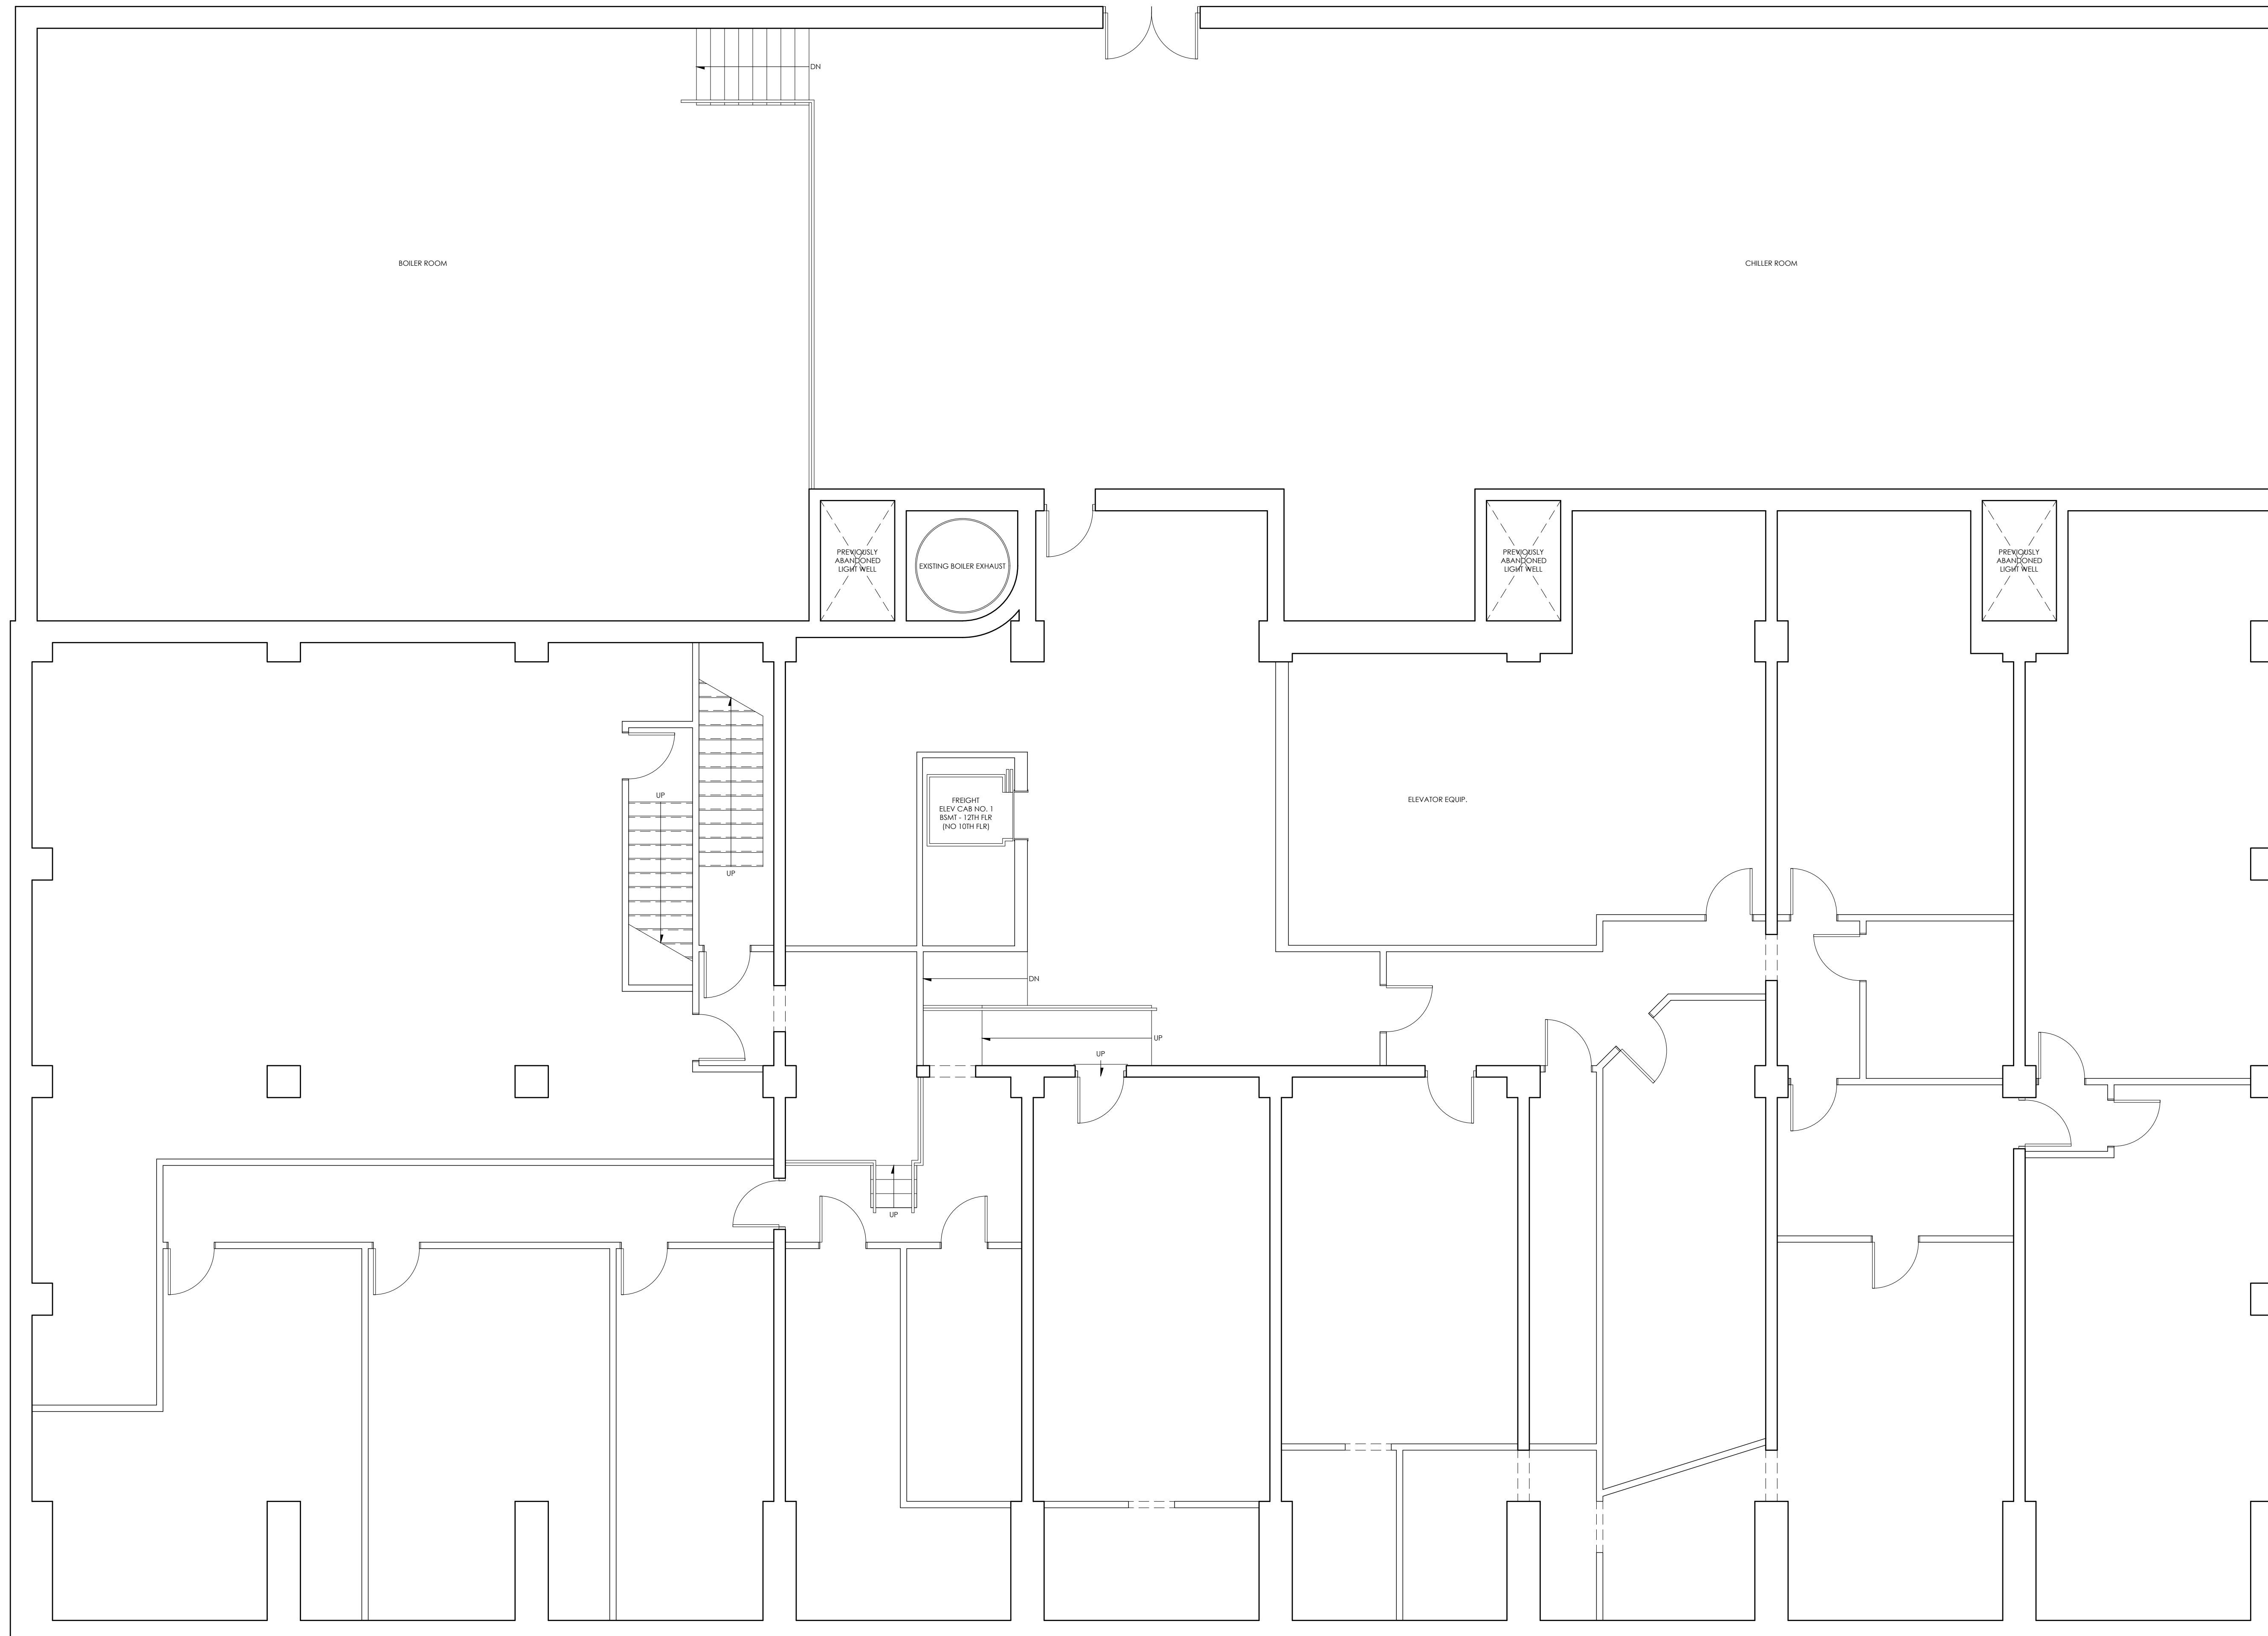 DN
BOILER ROOM
CHILLER ROOM
PREVIOUSLY
ABANDONED
LIGHT WELL
EXISTING BOILER EXHAUST
PREVIOUSLY
ABANDONED
LIGHT WELL
PREVIOUSLY
ABANDONED
LIGHT WELL
UP
FREIGHT
ELEV CAB NO. 1
BSMT - 12TH FLR
(NO 10TH FLR)
ELEVATOR EQUIP.
UP
DN
UP
UP
UP